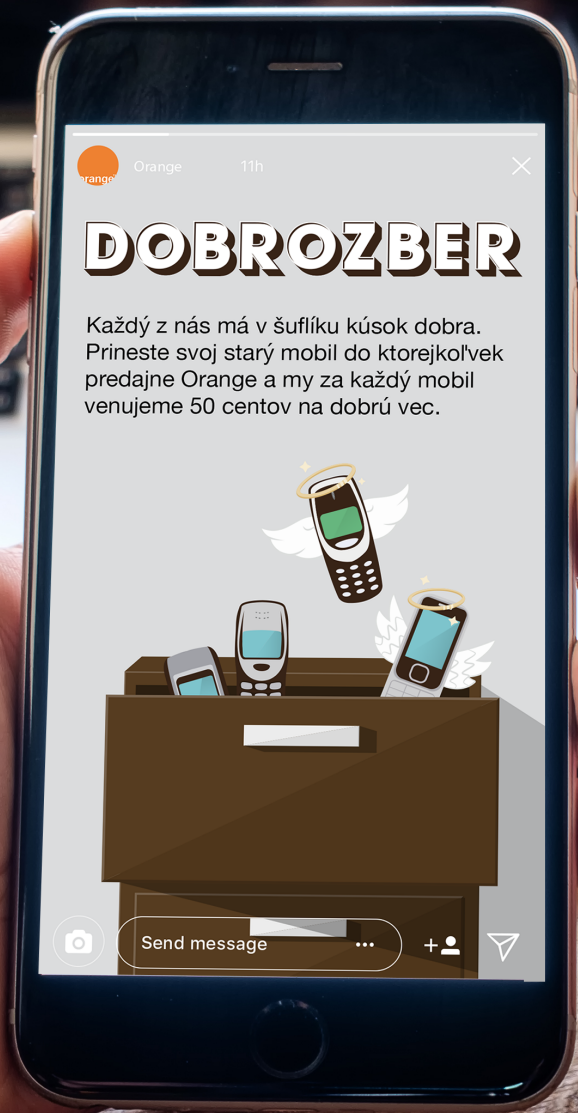 orange
Orange 11h
DOBROZBER
Každý z nás má v šuflíku kúsok dobra.
Prineste svoj starý mobil do ktorejkoľvek
predajne Orange a my za každý mobil
venujeme 50 centov na dobrú vec.
Send message